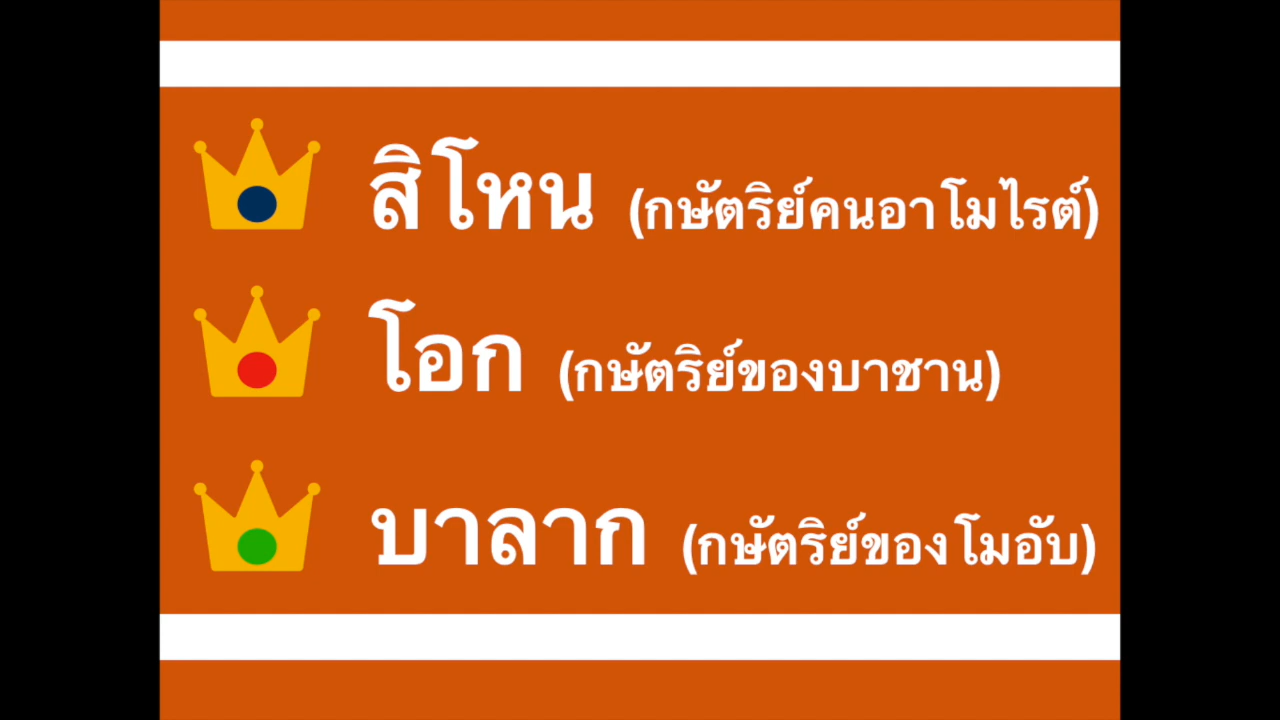 สิโหน (กษัตริย์คนอาโมไรต์)
โอก (กษัตริย์ของบาชาน)
บาลาก (กษัตริย์ของโมอับ)